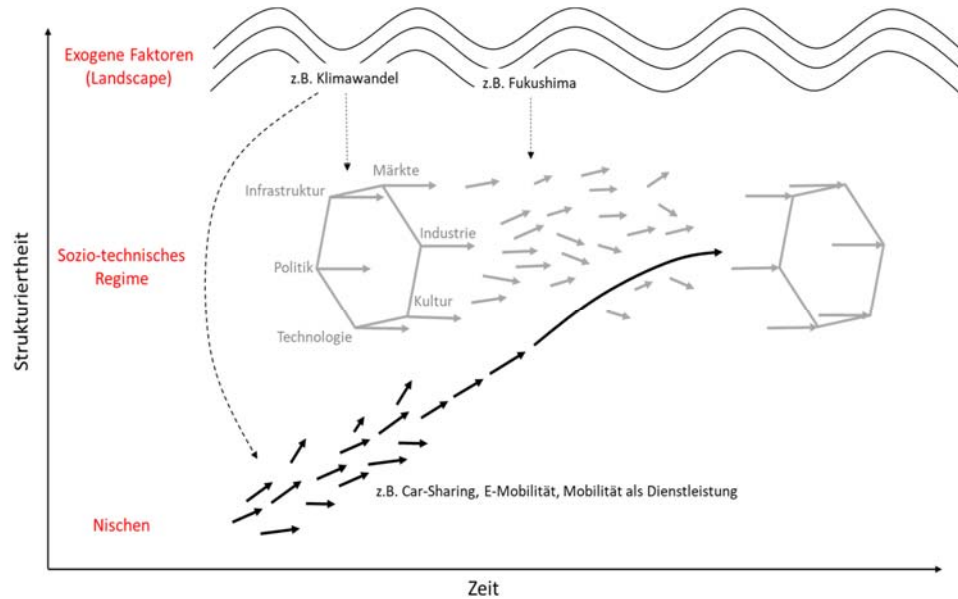 Exogene Faktoren
(Landscape)
z.B. Klimawandel
z.B. Fukushima
Märkte
Infrastruktur
Industrie
Sozio-technisches
Regime
Politik
Kultur
Technologie
Strukturiertheit
z.B. Car-Sharing, E-Mobilität, Mobilität als Dienstleistung
Nischen
Zeit